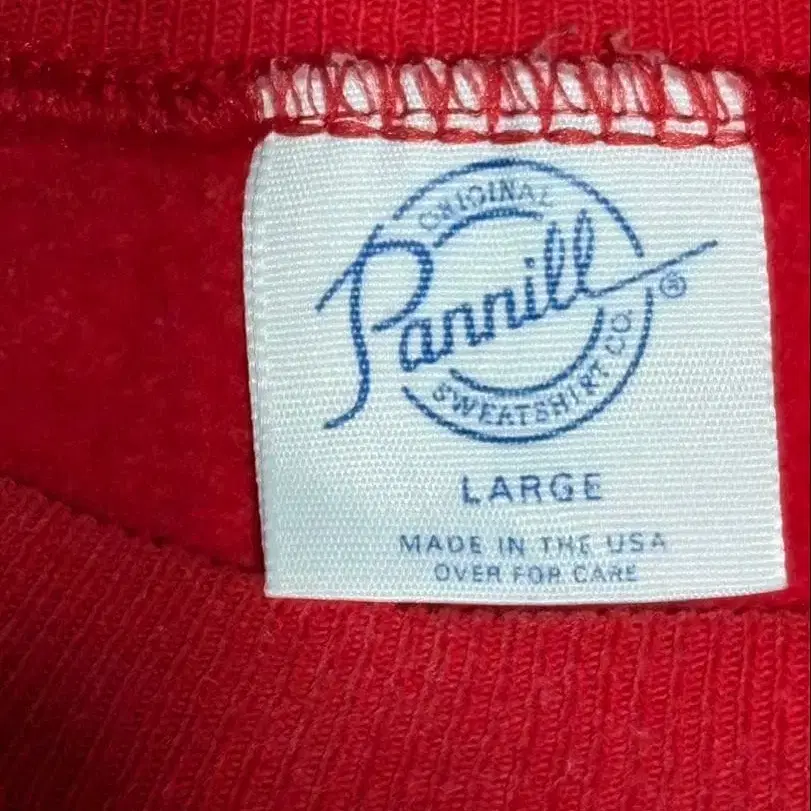 ORIGINAL
Pannill ®
SWEATSHIRT CO.
LARGE
MADE IN THE USA
OVER FOR CARE